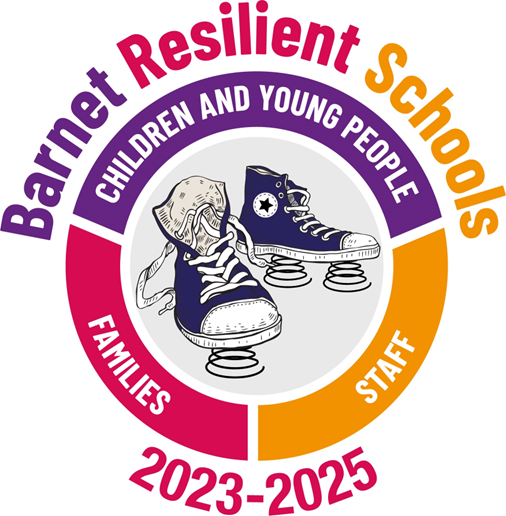 Barnet Resilient Schools
CHILDREN AND YOUNG PEOPLE
FAMILIES
STAFF
2023-2025